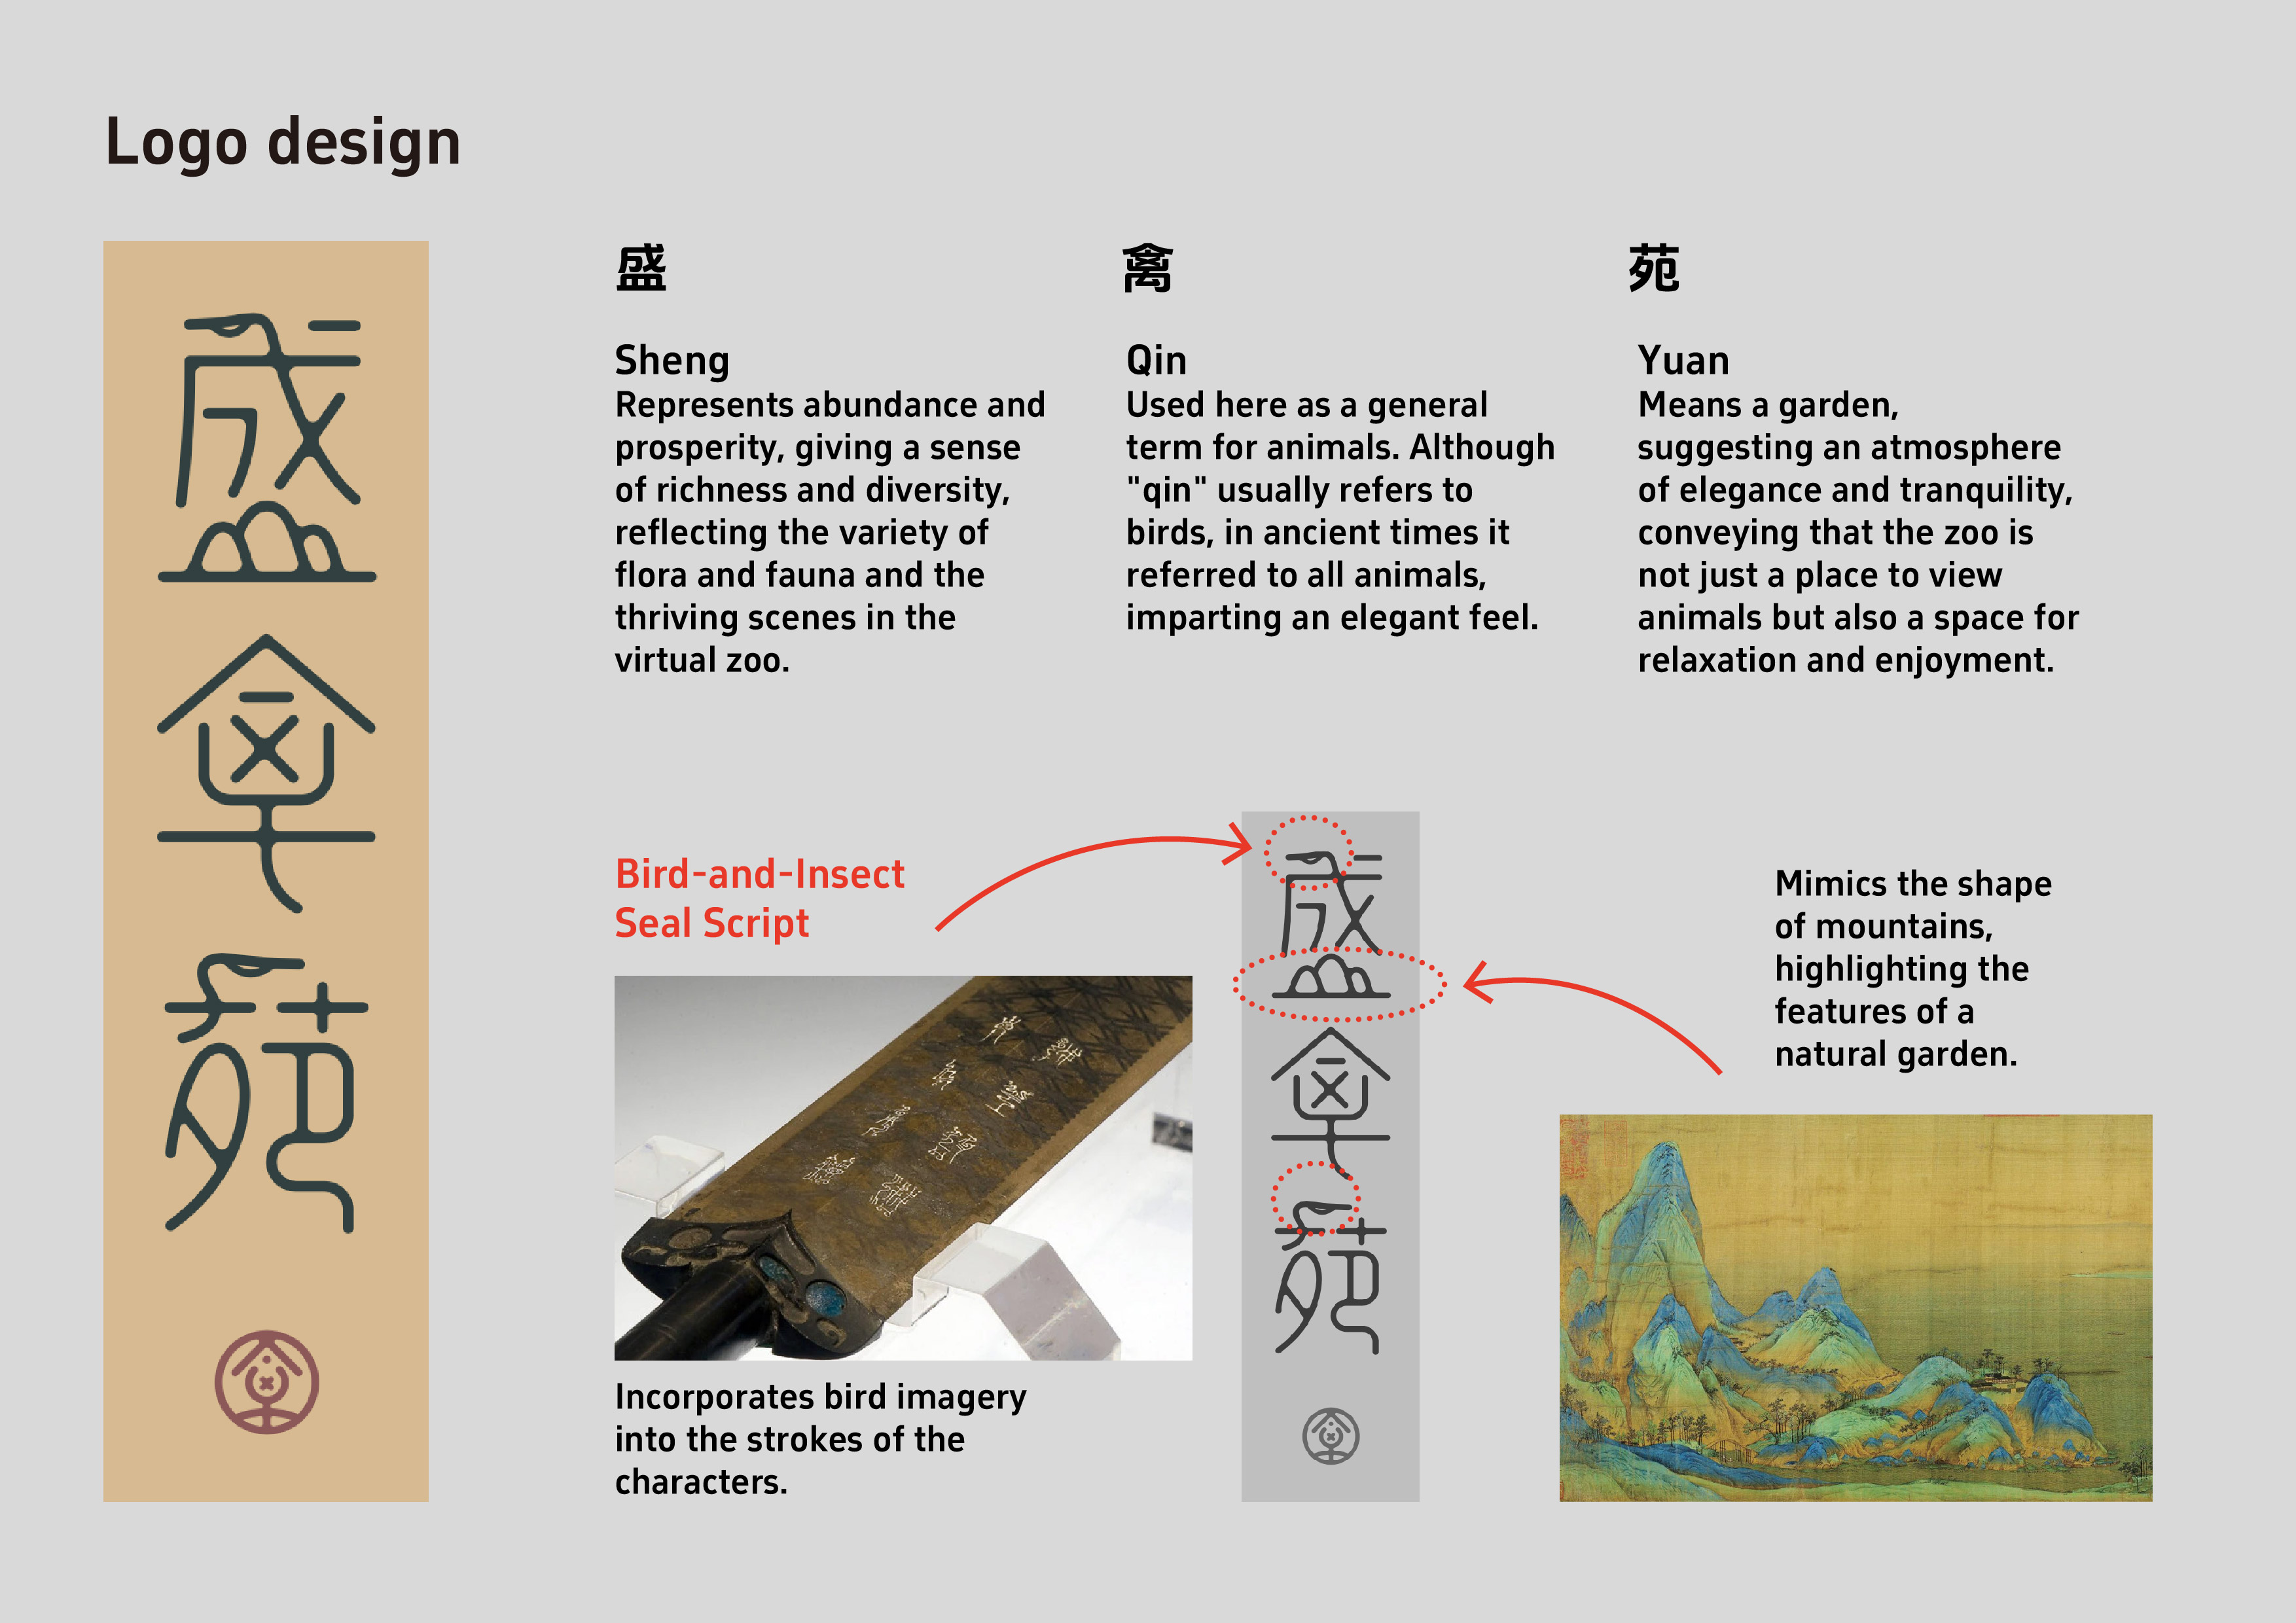 Logo design
盛
禽
苑
盛
Sheng
Represents abundance and
prosperity, giving a sense
of richness and diversity,
reflecting the variety of
flora and fauna and the
thriving scenes in the
virtual zoo.
禽
Qin
Used here as a general
term for animals. Although
"qin" usually refers to
birds, in ancient times it
referred to all animals,
imparting an elegant feel.
苑
Yuan
Means a garden,
suggesting an atmosphere
of elegance and tranquility,
conveying that the zoo is
not just a place to view
animals but also a space for
relaxation and enjoyment.
Bird-and-Insect
Seal Script
Incorporates bird imagery
into the strokes of the
characters.
盛
禽
苑
Mimics the shape
of mountains,
highlighting the
features of a
natural garden.